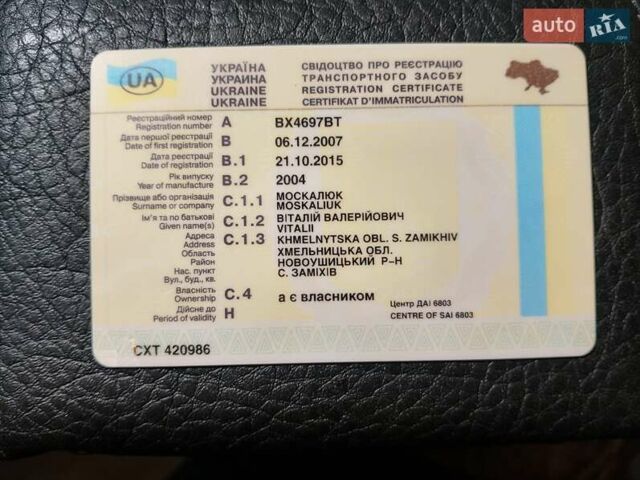 auto RIA .com
UA
УКРАЇНА СВІДОЦТВО ПРО РЕЄСТРАЦІЮ
УКРАИНА ТРАНСПОРТНОГО ЗАСОБУ
UKRAINE REGISTRATION CERTIFICATE
UKRAINE CERTIFIKAT D'IMMATRICULATION
Реєстраційний номер
Registration number A BX4697BT
Дата першої реєстрації
Date of first registration B 06.12.2007
Дата реєстрації
Date of registration B.1 21.10.2015
Рік випуску
Year of manufacture B.2 2004
Прізвище або організація МОСКАЛЮК
Surname or company C.1.1 MOSKALIUK
Ім'я та по батькові ВІТАЛІЙ ВАЛЕРІЙОВИЧ
Given name(s) C.1.2 VITALII
Адреса C.1.3 KHMELNYTSKA OBL. S. ZAMIKHIV
Address
Область ХМЕЛЬНИЦЬКА ОБЛ.
Район НОВОУШИЦЬКИЙ Р-Н
Нас. пункт С. ЗАМІХІВ
Вул., буд., кв.
Власність
Ownership C.4 а є власником Центр ДАІ 6803
Дійсне до
Period of validity H CENTRE OF SAI 6803
CXT 420986